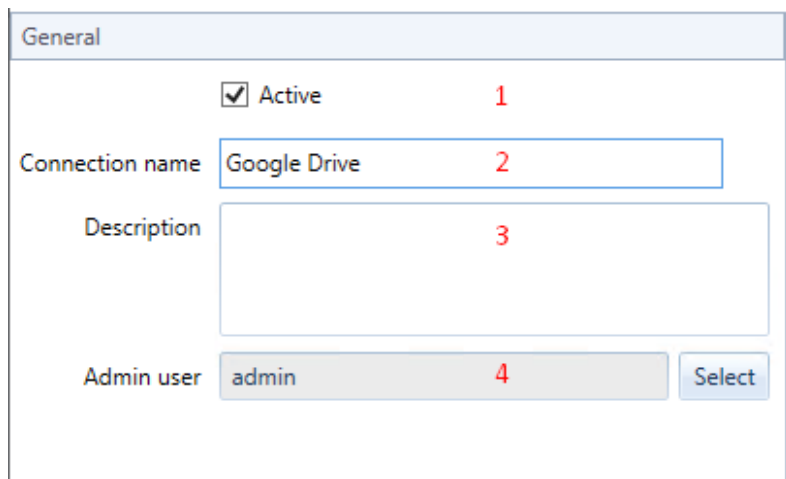 General
Active 1
Connection name Google Drive 2
Description 3
Admin user admin 4 Select